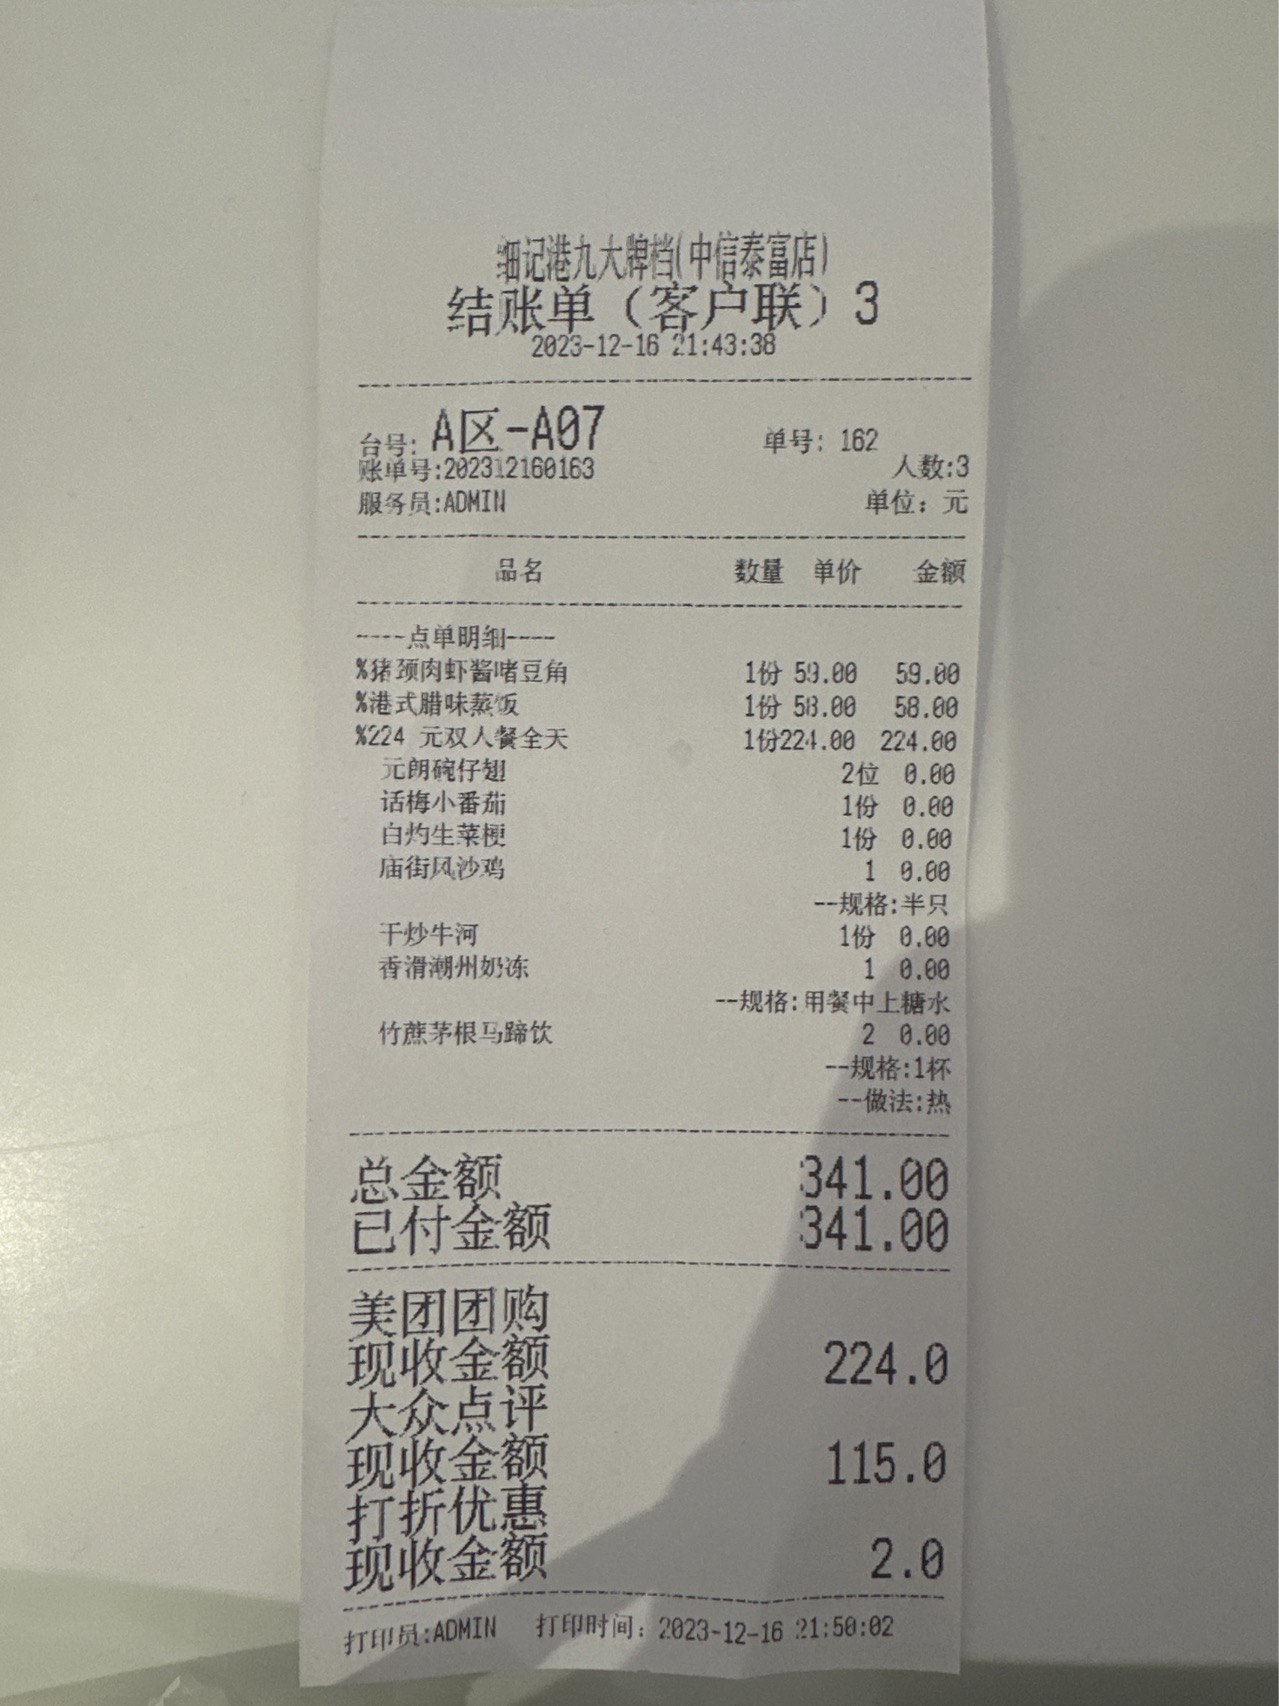 细记港九大牌档(中信泰富店)
结账单（客户联）3
2023-12-16 21:43:38
台号: A区-A07 单号: 162
账单号:202312160163 人数:3
服务员:ADMIN 单位: 元
品名 数量 单价 金额
----点单明细----
%猪颈肉虾酱啫豆角 1份 59.00 59.00
%港式腊味蒸饭 1份 58.00 58.00
%224 元双人餐全天 1份224.00 224.00
元朗碗仔翅 2位 0.00
话梅小番茄 1份 0.00
白灼生菜梗 1份 0.00
庙街风沙鸡 1 0.00
--规格:半只
干炒牛河 1份 0.00
香滑潮州奶冻 1 0.00
--规格:用餐中上糖水
竹蔗茅根马蹄饮 2 0.00
--规格:1杯
--做法:热
总金额 341.00
已付金额 341.00
美团团购
现收金额 224.0
大众点评
现收金额 115.0
打折优惠
现收金额 2.0
打印员:ADMIN 打印时间: 2023-12-16 21:50:02